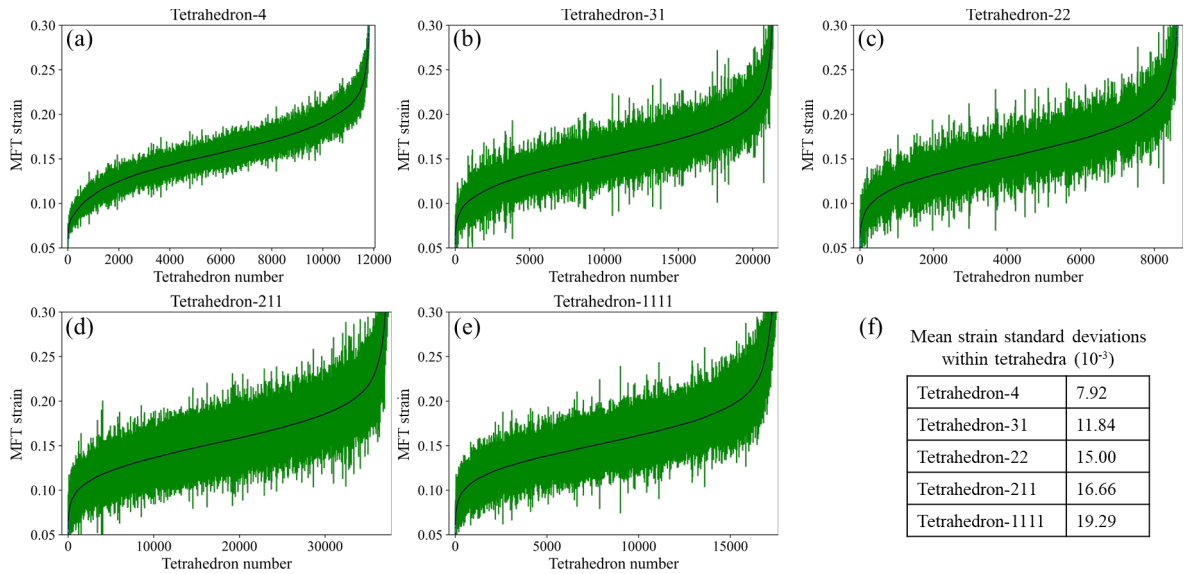 Tetrahedron-4
(a)
MFT strain
0.30
0.25
0.20
0.15
0.10
0.05
0 2000 4000 6000 8000 10000 12000
Tetrahedron number
Tetrahedron-31
(b)
MFT strain
0.30
0.25
0.20
0.15
0.10
0.05
0 5000 10000 15000 20000
Tetrahedron number
Tetrahedron-22
(c)
MFT strain
0.30
0.25
0.20
0.15
0.10
0.05
0 2000 4000 6000 8000
Tetrahedron number
Tetrahedron-211
(d)
MFT strain
0.30
0.25
0.20
0.15
0.10
0.05
0 10000 20000 30000
Tetrahedron number
Tetrahedron-1111
(e)
MFT strain
0.30
0.25
0.20
0.15
0.10
0.05
0 5000 10000 15000
Tetrahedron number
(f)
Mean strain standard deviations
within tetrahedra (10⁻³)
Tetrahedron-4 7.92
Tetrahedron-31 11.84
Tetrahedron-22 15.00
Tetrahedron-211 16.66
Tetrahedron-1111 19.29